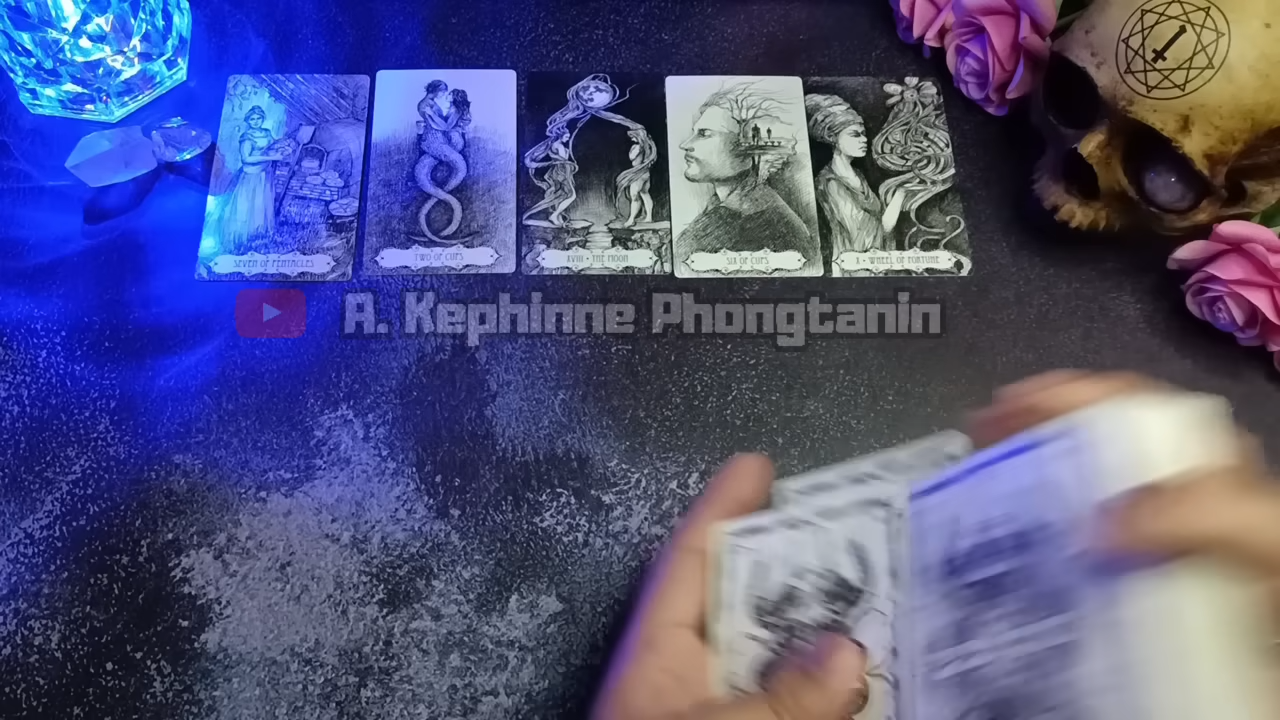 SEVEN OF PENTACLES
TWO OF CUPS
XVIII • THE MOON
SIX OF CUPS
X • WHEEL OF FORTUNE
A. Kephinne Phongtanin